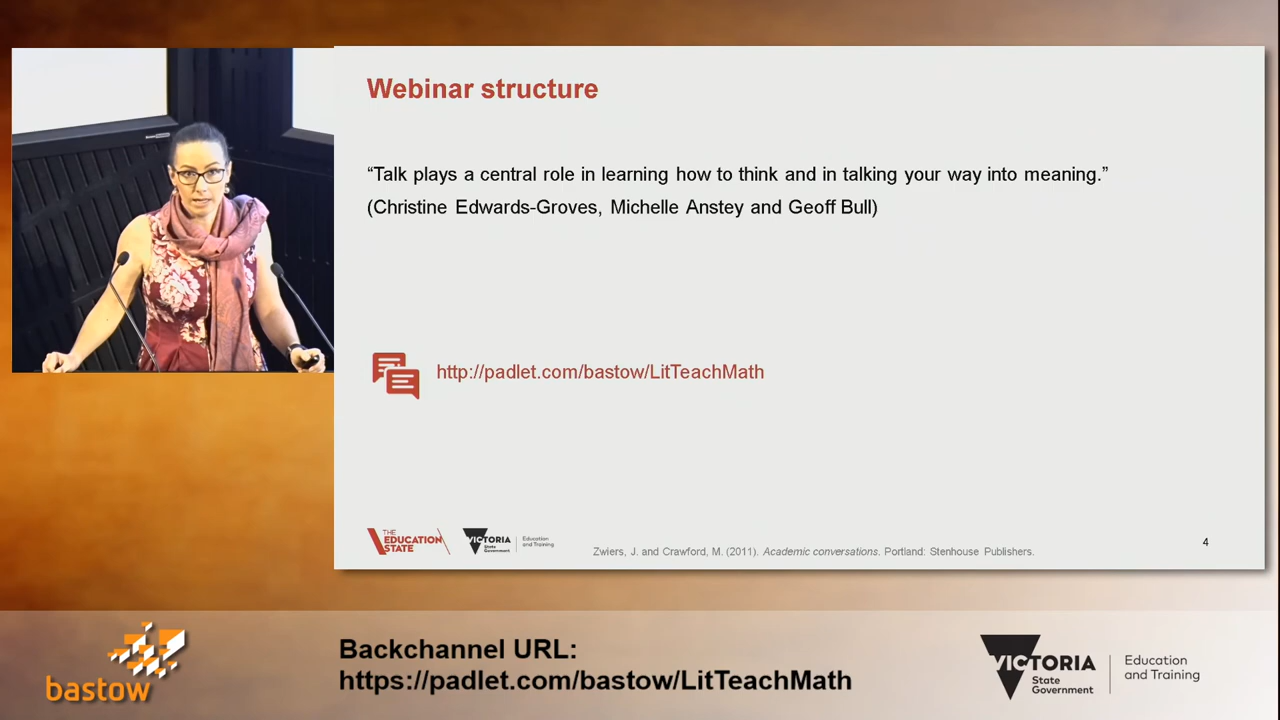 Webinar structure
“Talk plays a central role in learning how to think and in talking your way into meaning.”
(Christine Edwards-Groves, Michelle Anstey and Geoff Bull)
http://padlet.com/bastow/LitTeachMath
THE
EDUCATION
STATE
VICTORIA
State
Government
Education
and Training
Zwiers, J. and Crawford, M. (2011). Academic conversations. Portland: Stenhouse Publishers.
4
bastow
Backchannel URL:
https://padlet.com/bastow/LitTeachMath
VICTORIA
State
Government
Education
and Training